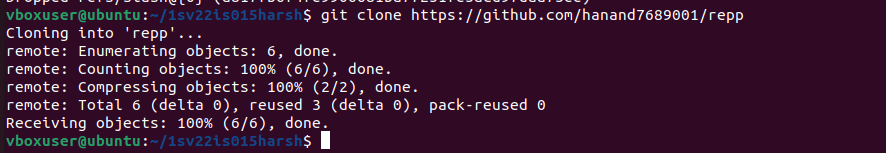 vboxuser@ubuntu:~/1sv22is015harsh$ git clone https://github.com/hanand7689001/repp
Cloning into 'repp'...
remote: Enumerating objects: 6, done.
remote: Counting objects: 100% (6/6), done.
remote: Compressing objects: 100% (2/2), done.
remote: Total 6 (delta 0), reused 3 (delta 0), pack-reused 0
Receiving objects: 100% (6/6), done.
vboxuser@ubuntu:~/1sv22is015harsh$